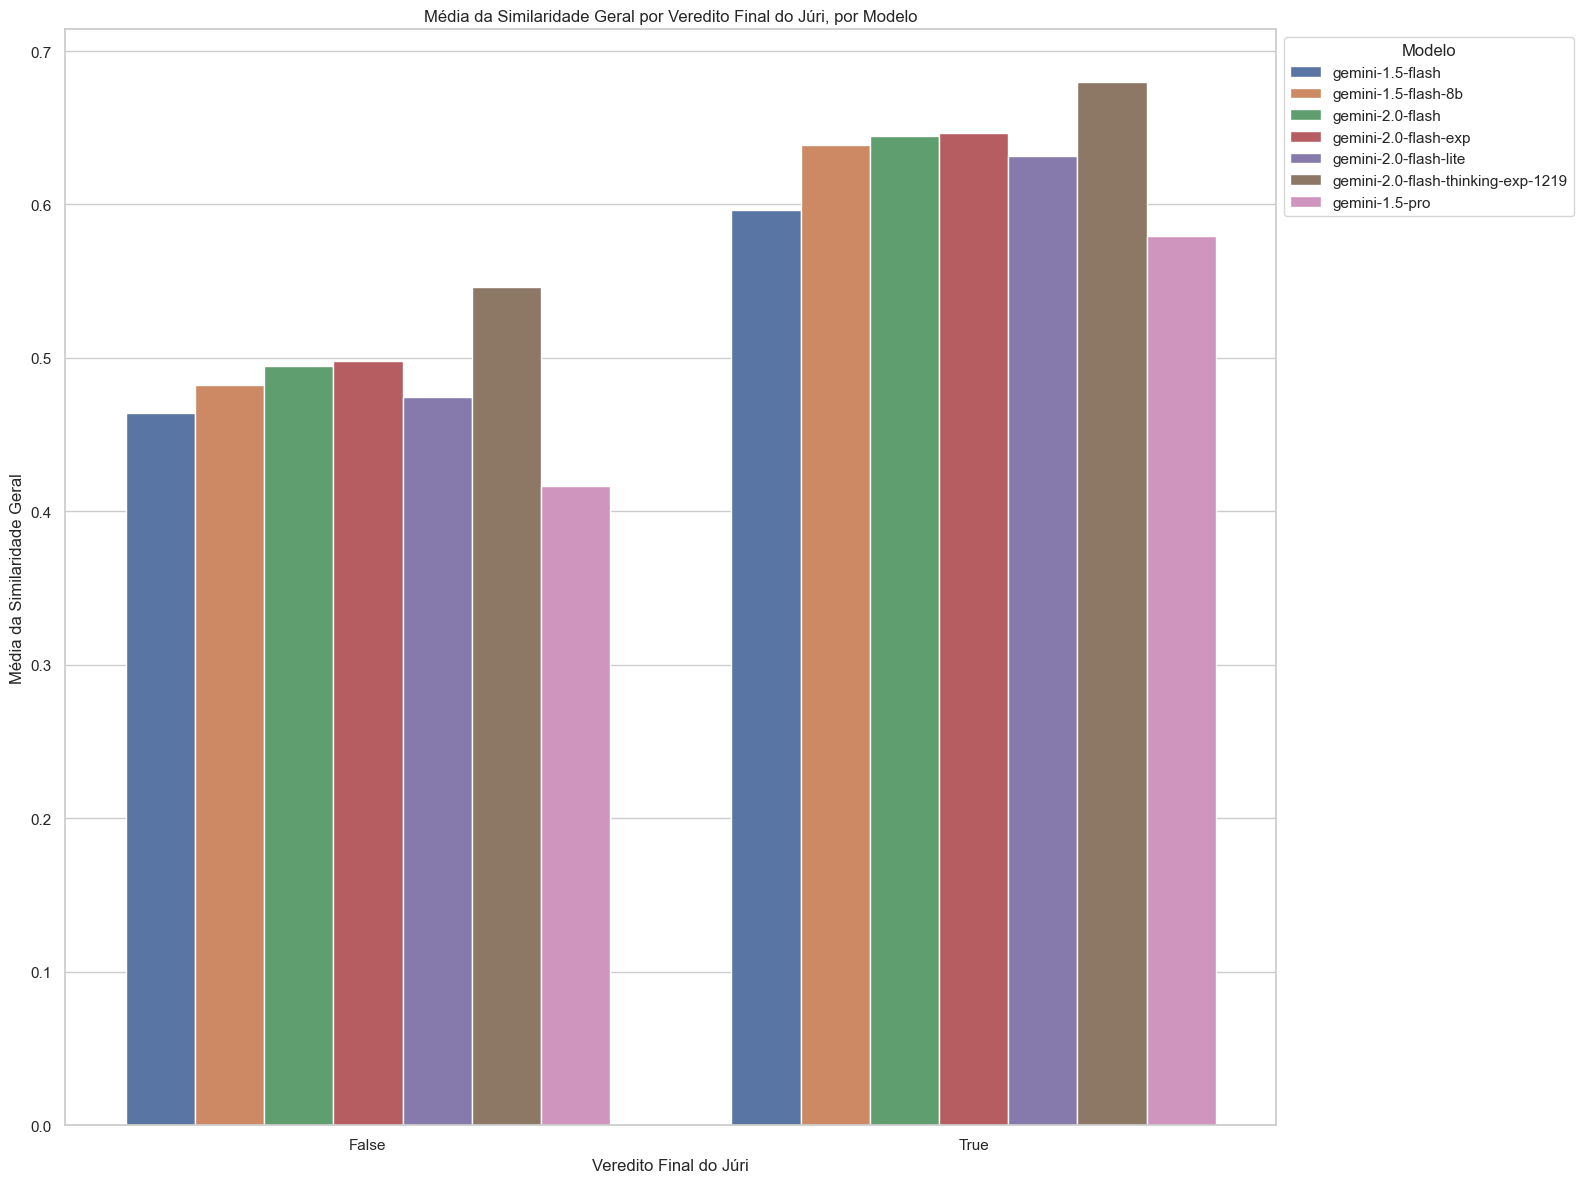 Média da Similaridade Geral por Veredito Final do Júri, por Modelo
Modelo
gemini-1.5-flash
gemini-1.5-flash-8b
gemini-2.0-flash
gemini-2.0-flash-exp
gemini-2.0-flash-lite
gemini-2.0-flash-thinking-exp-1219
gemini-1.5-pro
Média da Similaridade Geral
0.7
0.6
0.5
0.4
0.3
0.2
0.1
0.0
False
True
Veredito Final do Júri